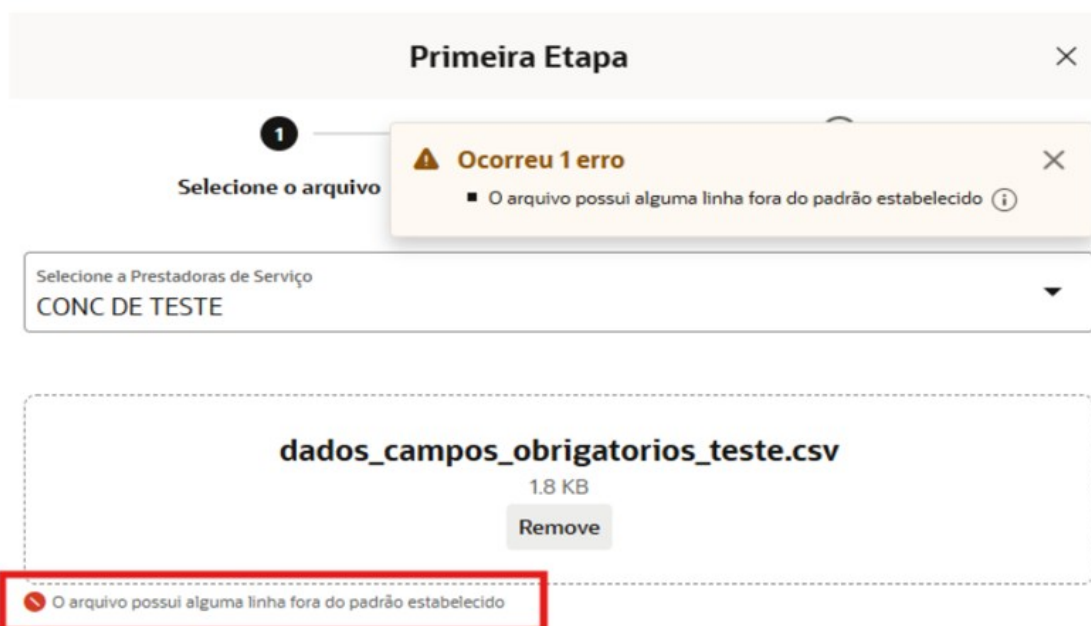 Primeira Etapa
1
Selecione o arquivo
Ocorreu 1 erro
O arquivo possui alguma linha fora do padrão estabelecido
Selecione a Prestadoras de Serviço
CONC DE TESTE
dados_campos_obrigatorios_teste.csv
1.8 KB
Remove
O arquivo possui alguma linha fora do padrão estabelecido